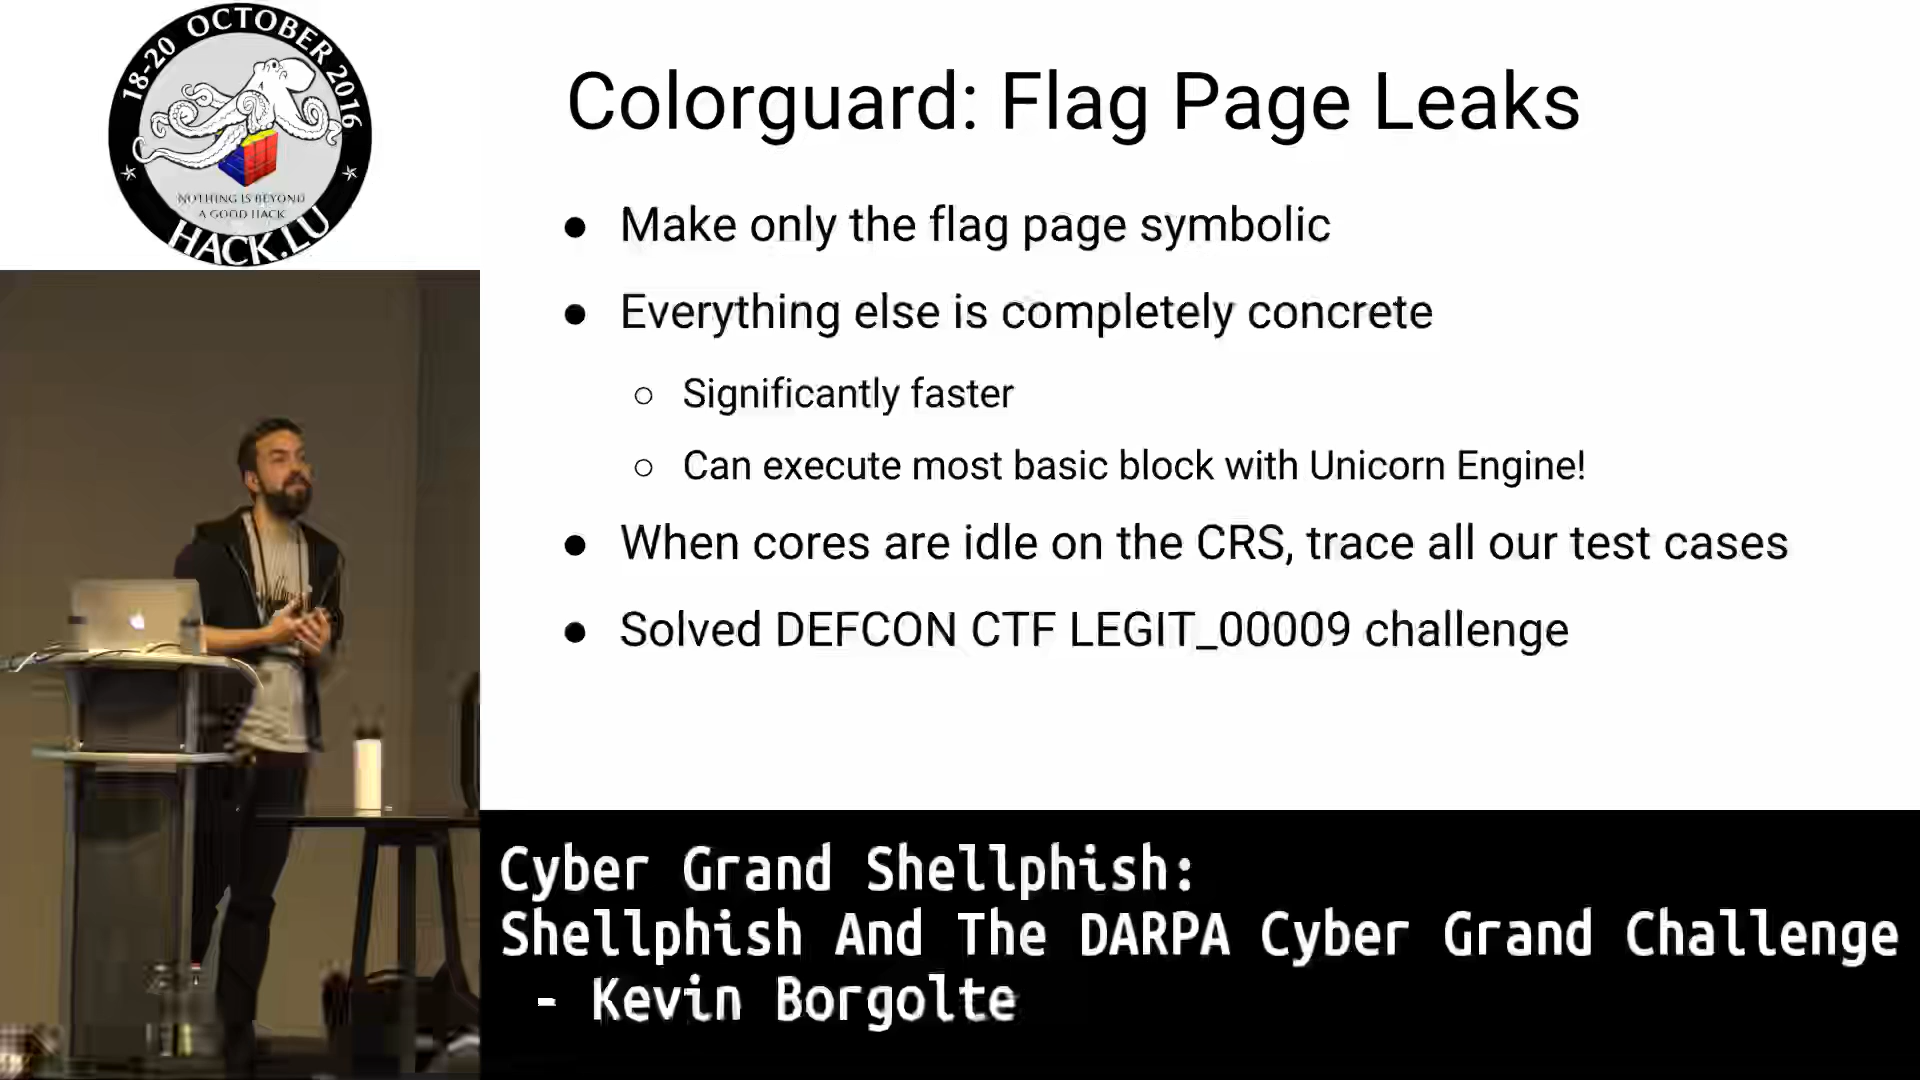 18-20 OCTOBER 2016
NOTHING IS BEYOND
A GOOD HACK
HACK.LU
Colorguard: Flag Page Leaks
● Make only the flag page symbolic
● Everything else is completely concrete
○ Significantly faster
○ Can execute most basic block with Unicorn Engine!
● When cores are idle on the CRS, trace all our test cases
● Solved DEFCON CTF LEGIT_00009 challenge
Cyber Grand Shellphish:
Shellphish And The DARPA Cyber Grand Challenge
- Kevin Borgolte